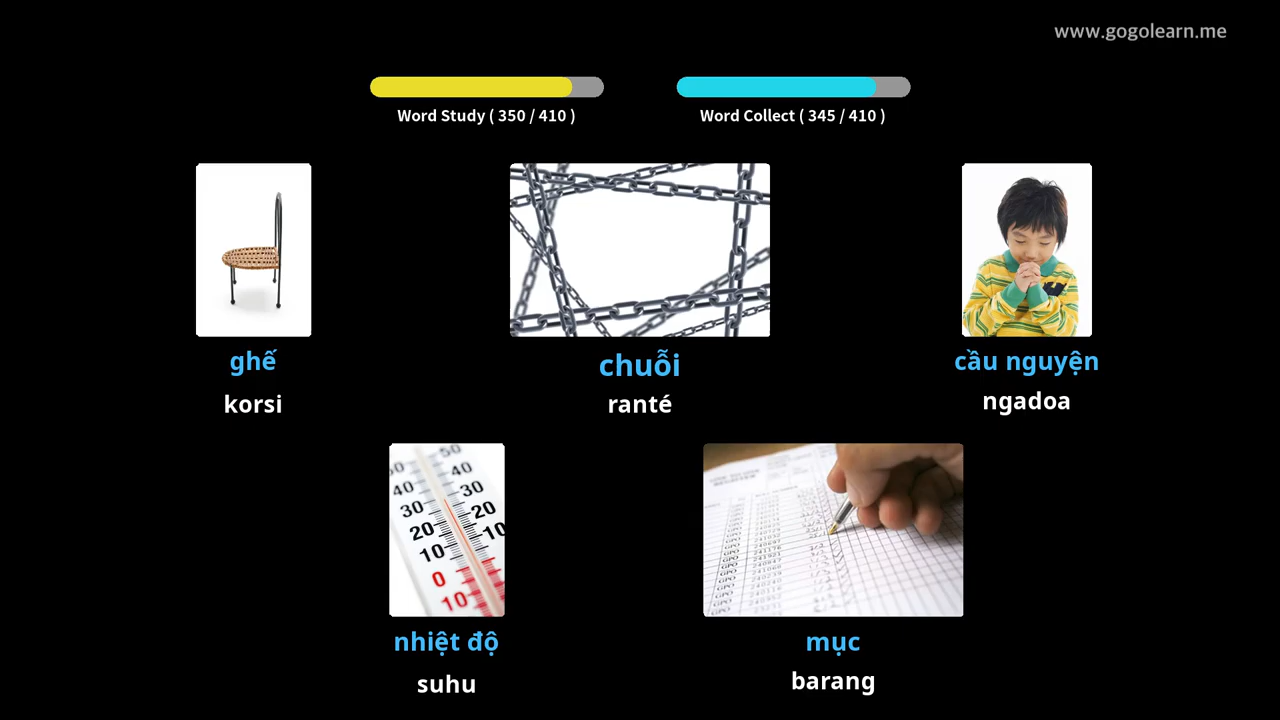 www.gogolearn.me
Word Study ( 350 / 410 )
Word Collect ( 345 / 410 )
ghế
korsi
chuỗi
ranté
cầu nguyện
ngadoa
nhiệt độ
suhu
mục
barang